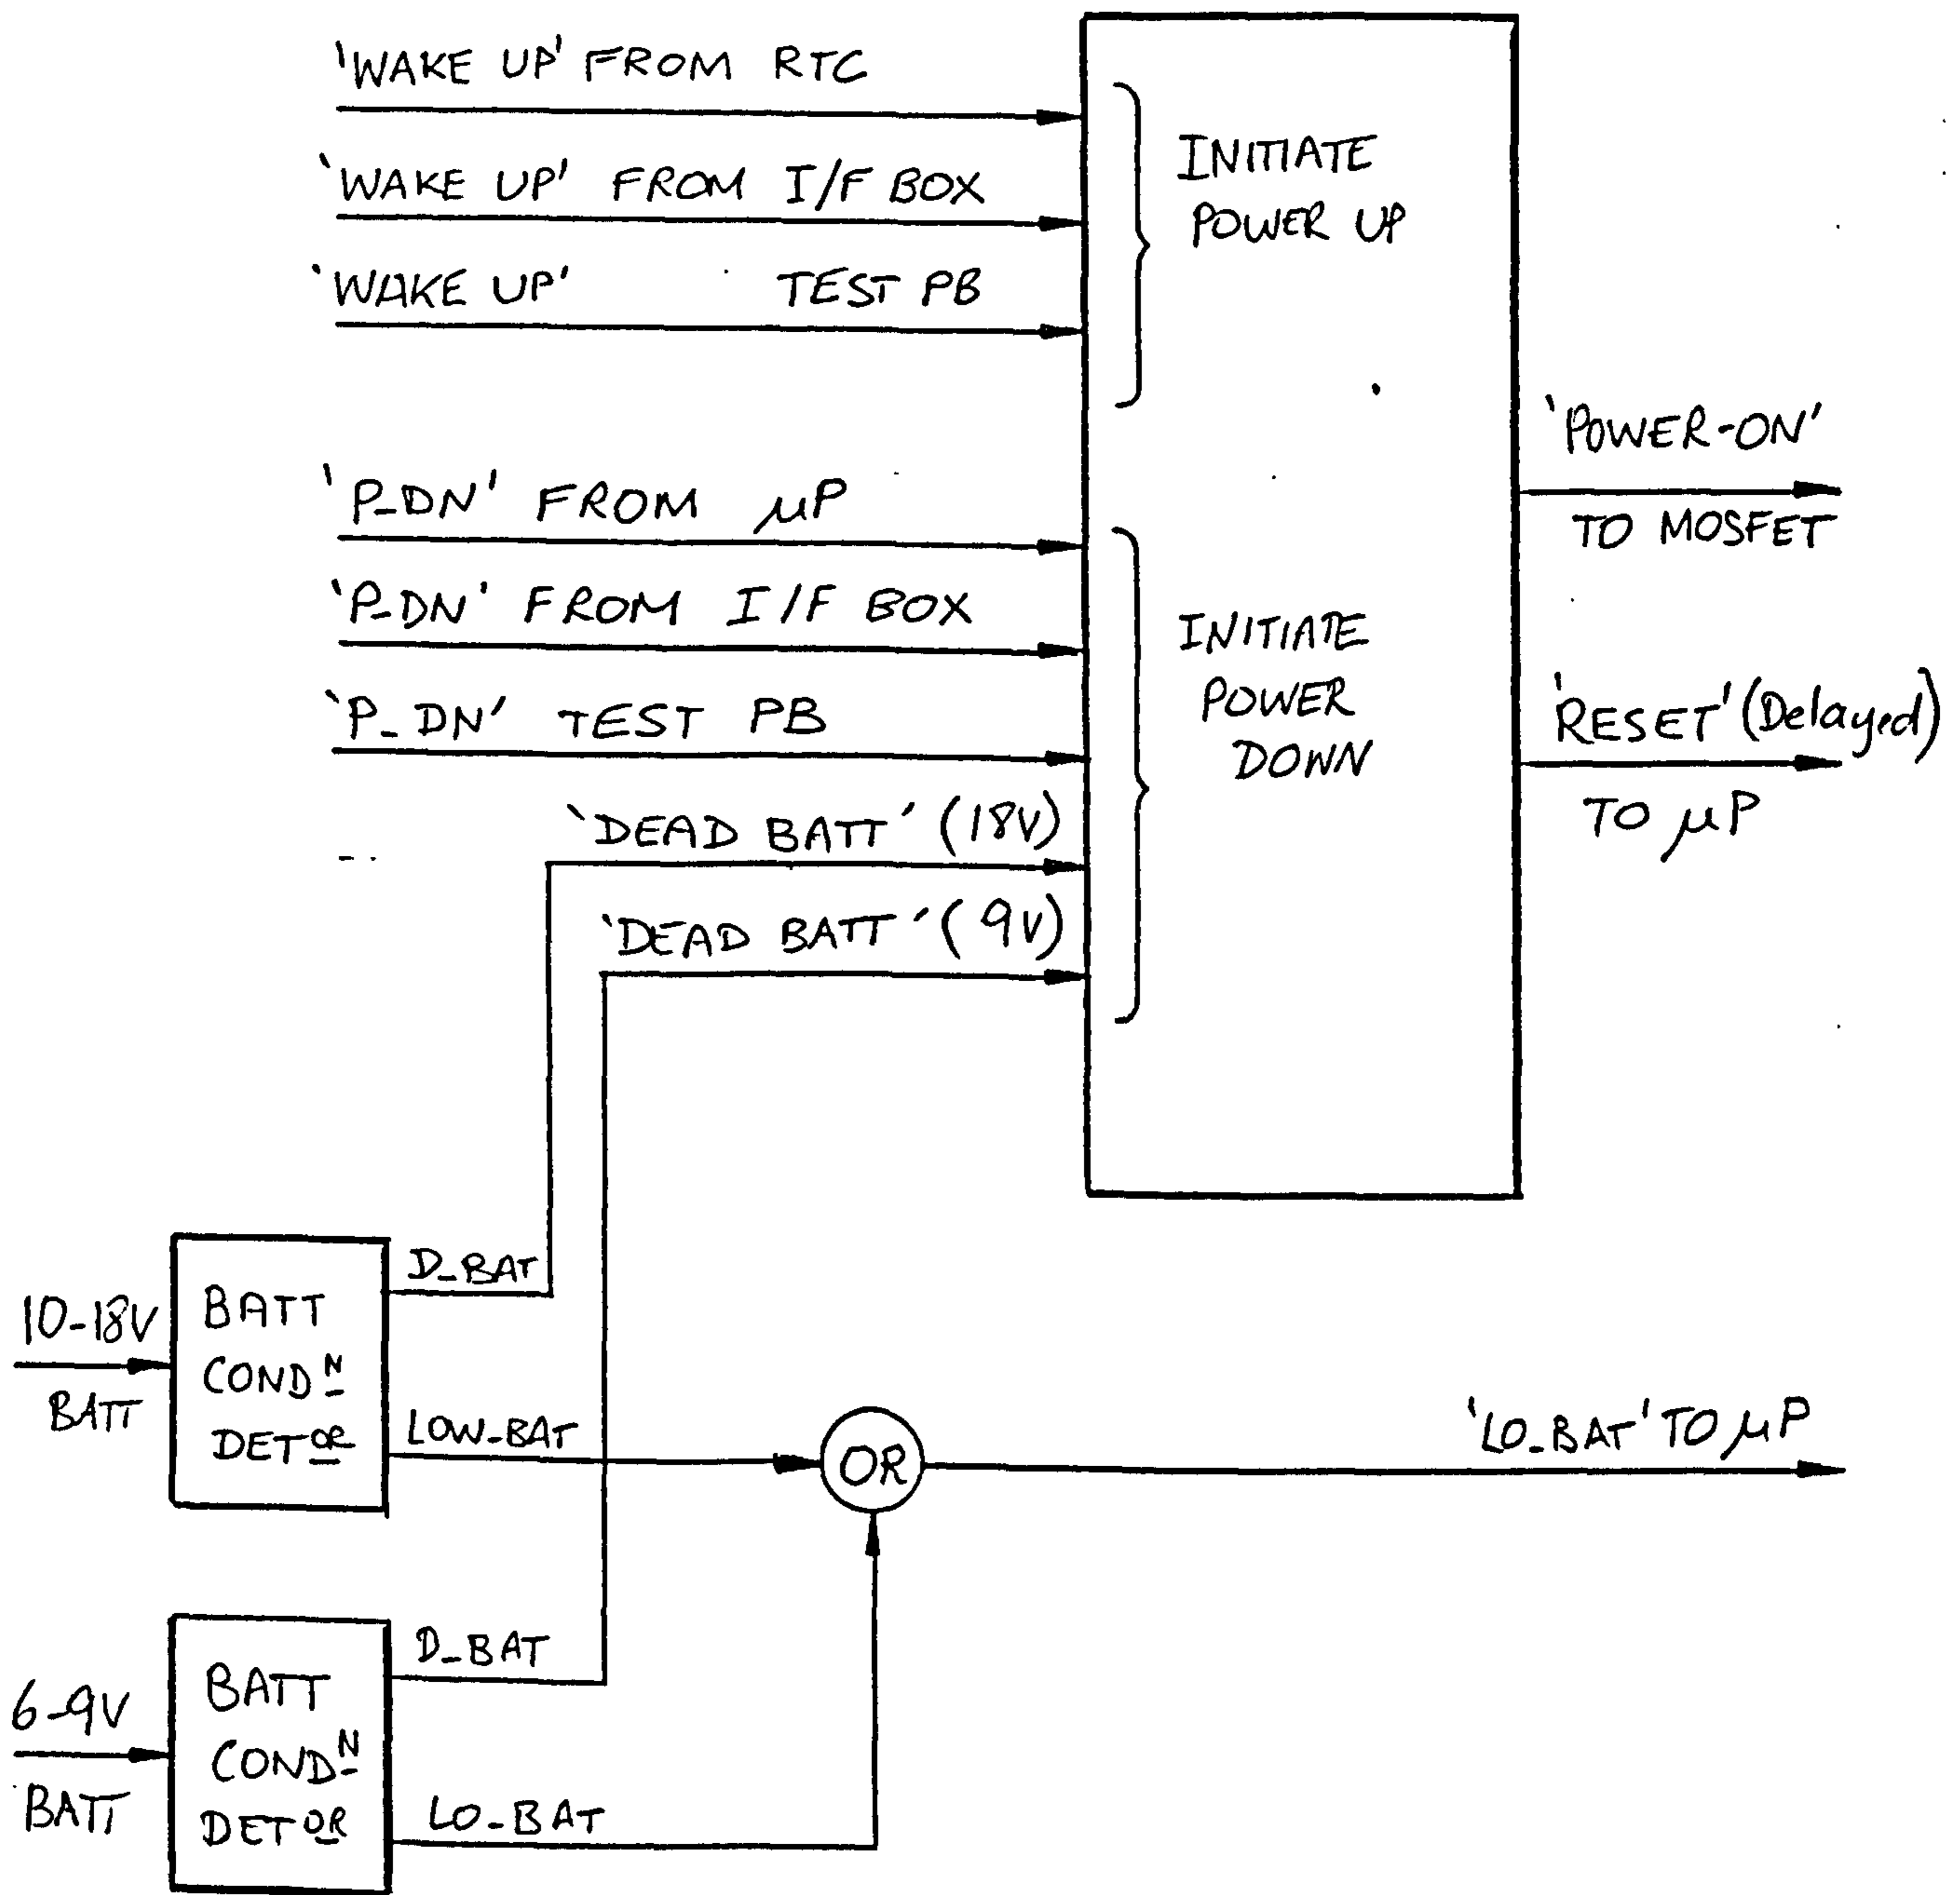 'WAKE UP' FROM RTC
'WAKE UP' FROM I/F BOX
'WAKE UP' TEST PB
INITIATE
POWER UP
'P_DN' FROM μP
'P_DN' FROM I/F BOX
'P_DN' TEST PB
'DEAD BATT' (18V)
'DEAD BATT' (9V)
INITIATE
POWER
DOWN
'POWER-ON'
TO MOSFET
'RESET' (Delayed)
TO μP
10-18V
BATT
BATT
COND N
DET OR
D_BAT
LOW_BAT
OR
'LO_BAT' TO μP
6-9V
BATT
BATT
COND N
DET OR
D_BAT
LO_BAT